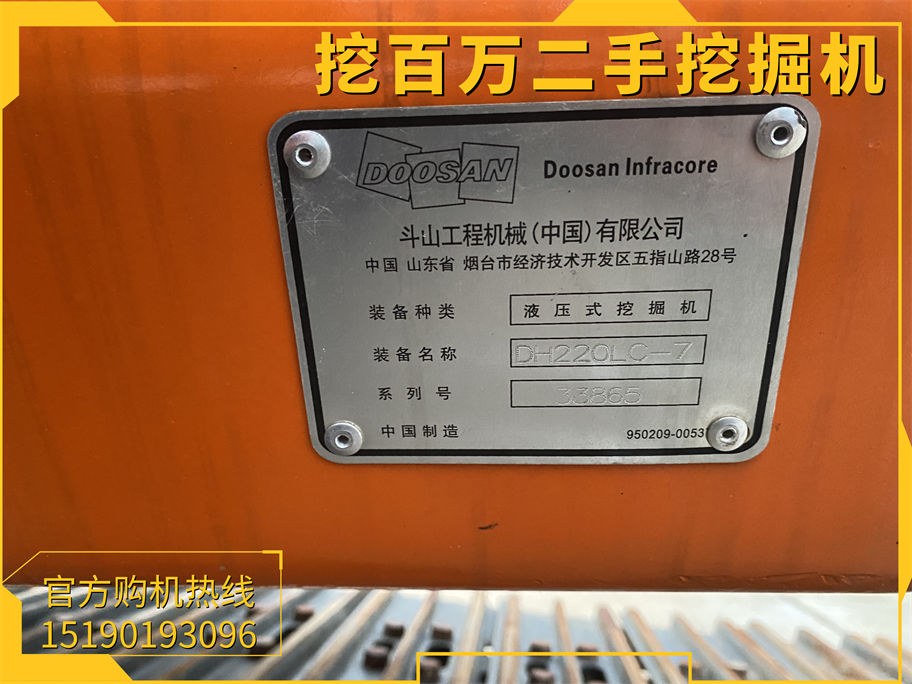 挖百万二手挖掘机
DOOSAN Doosan Infracore
斗山工程机械(中国)有限公司
中国 山东省 烟台市经济技术开发区五指山路28号
装备种类 液压式挖掘机
装备名称 DH220LC-7
系列号 33865
中国制造 950209-0053
官方购机热线
15190193096